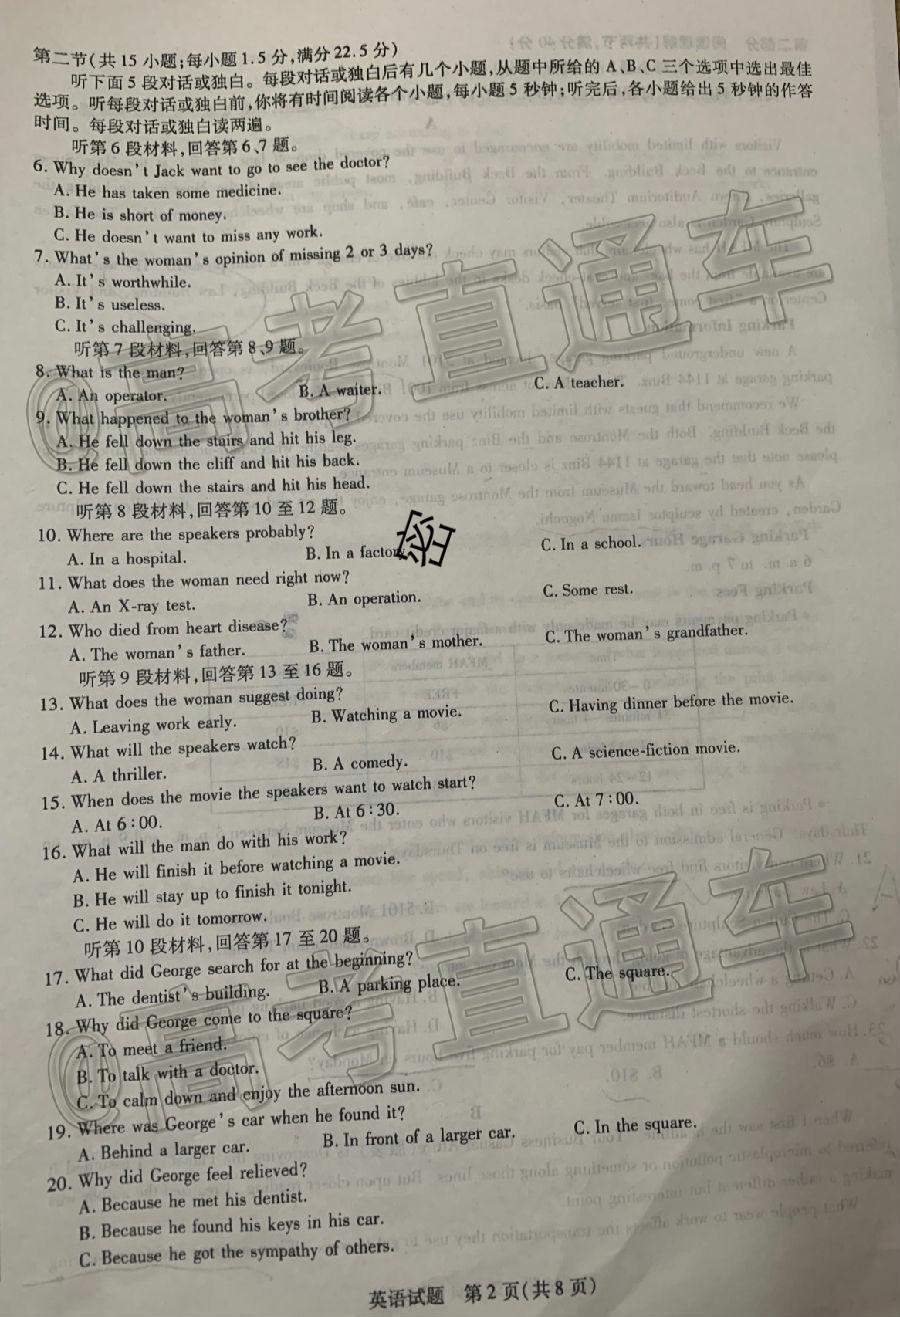 第二节(共15小题;每小题1.5分,满分22.5分)
听下面5段对话或独白。每段对话或独白后有几个小题,从题中所给的A、B、C三个选项中选出最佳
选项。听每段对话或独白前,你将有时间阅读各个小题,每小题5秒钟;听完后,各小题给出5秒钟的作答
时间。每段对话或独白读两遍。
听第6段材料,回答第6、7题。
6. Why doesn't Jack want to go to see the doctor?
A. He has taken some medicine.
B. He is short of money.
C. He doesn't want to miss any work.
7. What's the woman's opinion of missing 2 or 3 days?
A. It's worthwhile.
B. It's useless.
C. It's challenging.
听第7段材料,回答第8、9题。
8. What is the man?
A. An operator. B. A waiter. C. A teacher.
9. What happened to the woman's brother?
A. He fell down the stairs and hit his leg.
B. He fell down the cliff and hit his back.
C. He fell down the stairs and hit his head.
听第8段材料,回答第10至12题。
10. Where are the speakers probably?
A. In a hospital. B. In a factory. C. In a school.
11. What does the woman need right now?
A. An X-ray test. B. An operation. C. Some rest.
12. Who died from heart disease?
A. The woman's father. B. The woman's mother. C. The woman's grandfather.
听第9段材料,回答第13至16题。
13. What does the woman suggest doing?
A. Leaving work early. B. Watching a movie. C. Having dinner before the movie.
14. What will the speakers watch?
A. A thriller. B. A comedy. C. A science-fiction movie.
15. When does the movie the speakers want to watch start?
A. At 6:00. B. At 6:30. C. At 7:00.
16. What will the man do with his work?
A. He will finish it before watching a movie.
B. He will stay up to finish it tonight.
C. He will do it tomorrow.
听第10段材料,回答第17至20题。
17. What did George search for at the beginning?
A. The dentist's building. B. A parking place. C. The square.
18. Why did George come to the square?
A. To meet a friend.
B. To talk with a doctor.
C. To calm down and enjoy the afternoon sun.
19. Where was George's car when he found it?
A. Behind a larger car. B. In front of a larger car. C. In the square.
20. Why did George feel relieved?
A. Because he met his dentist.
B. Because he found his keys in his car.
C. Because he got the sympathy of others.
英语试题 第2页(共8页)
@高考直通车
@高考直通车